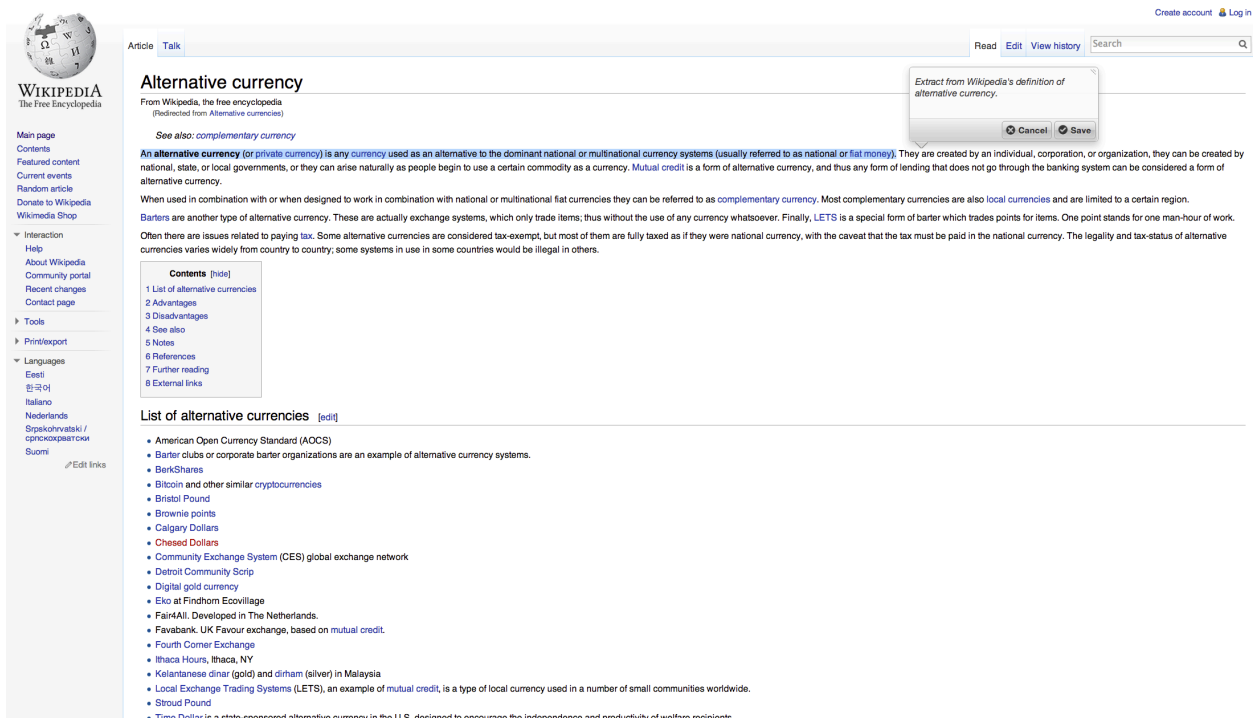 Create account Log in
Article Talk Read Edit View history Search
WIKIPEDIA
The Free Encyclopedia
Main page
Contents
Featured content
Current events
Random article
Donate to Wikipedia
Wikimedia Shop
Interaction
Help
About Wikipedia
Community portal
Recent changes
Contact page
Tools
Print/export
Languages
Eesti
한국어
Italiano
Nederlands
Srpskohrvatski /
српскохрватски
Suomi
Edit links
Alternative currency
From Wikipedia, the free encyclopedia
(Redirected from Alternative currencies)
See also: complementary currency
Extract from Wikipedia's definition of
alternative currency.
Cancel Save
An alternative currency (or private currency) is any currency used as an alternative to the dominant national or multinational currency systems (usually referred to as national or fiat money). They are created by an individual, corporation, or organization, they can be created by
national, state, or local governments, or they can arise naturally as people begin to use a certain commodity as a currency. Mutual credit is a form of alternative currency, and thus any form of lending that does not go through the banking system can be considered a form of
alternative currency.
When used in combination with or when designed to work in combination with national or multinational fiat currencies they can be referred to as complementary currency. Most complementary currencies are also local currencies and are limited to a certain region.
Barters are another type of alternative currency. These are actually exchange systems, which only trade items; thus without the use of any currency whatsoever. Finally, LETS is a special form of barter which trades points for items. One point stands for one man-hour of work.
Often there are issues related to paying tax. Some alternative currencies are considered tax-exempt, but most of them are fully taxed as if they were national currency, with the caveat that the tax must be paid in the national currency. The legality and tax-status of alternative
currencies varies widely from country to country; some systems in use in some countries would be illegal in others.
Contents [hide]
1 List of alternative currencies
2 Advantages
3 Disadvantages
4 See also
5 Notes
6 References
7 Further reading
8 External links
List of alternative currencies [edit]
American Open Currency Standard (AOCS)
Barter clubs or corporate barter organizations are an example of alternative currency systems.
BerkShares
Bitcoin and other similar cryptocurrencies
Bristol Pound
Brownie points
Calgary Dollars
Chesed Dollars
Community Exchange System (CES) global exchange network
Detroit Community Scrip
Digital gold currency
Eko at Findhorn Ecovillage
Fair4All. Developed in The Netherlands.
Favabank. UK Favour exchange, based on mutual credit.
Fourth Corner Exchange
Ithaca Hours, Ithaca, NY
Kelantanese dinar (gold) and dirham (silver) in Malaysia
Local Exchange Trading Systems (LETS), an example of mutual credit, is a type of local currency used in a number of small communities worldwide.
Stroud Pound
Time Dollar is a state-sponsored alternative currency in the U.S. designed to encourage the independence and productivity of welfare recipients